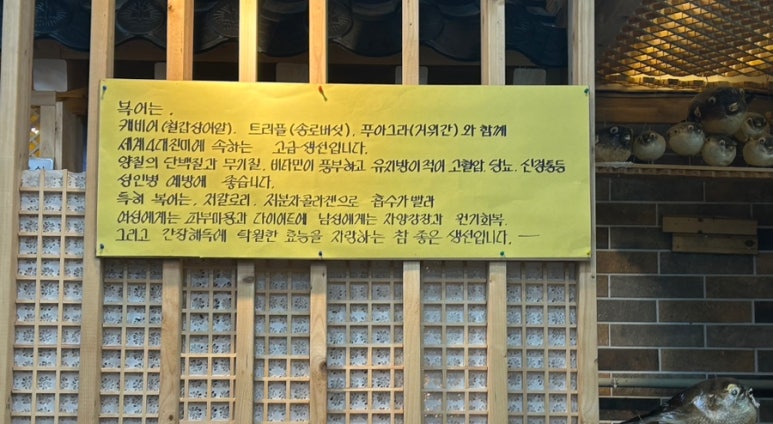 복어는,
캐비어(철갑상어알), 트러플(송로버섯), 푸아그라(거위간)와 함께
세계4대진미에 속하는 고급생선입니다.
양질의 단백질과 무기질, 비타민이 풍부하고 유지방이 적어 고혈압, 당뇨, 신경통등
성인병 예방에 좋습니다.
특히 복어는, 저칼로리, 저분자콜라겐으로 흡수가 빨라
여성에게는 피부미용과 다이어트에 남성에게는 자양강장과 원기회복,
그리고 간장해독에 탁월한 효능을 자랑하는 참 좋은 생선입니다.